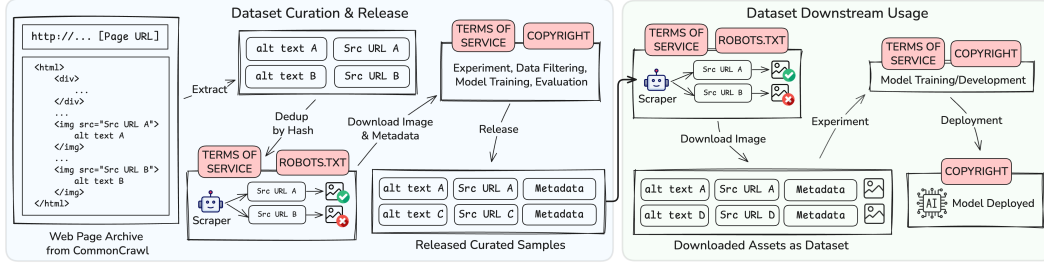 Dataset Curation & Release
http://... [Page URL]
<html>
<div>
...
</div>
...
<img src="Src URL A">
alt text A
</img>
...
<img src="Src URL B">
alt text B
</img>
</html>
Web Page Archive
from CommonCrawl
Extract
alt text A
Src URL A
alt text B
Src URL B
Dedup
by Hash
TERMS OF
SERVICE
ROBOTS.TXT
Scraper
Src URL A
Src URL B
Download Image
& Metadata
TERMS OF
SERVICE
COPYRIGHT
Experiment, Data Filtering,
Model Training, Evaluation
Release
alt text A
Src URL A
Metadata
alt text C
Src URL C
Metadata
Released Curated Samples
Dataset Downstream Usage
TERMS OF
SERVICE
ROBOTS.TXT
Scraper
Src URL A
Src URL B
Download Image
alt text A
Src URL A
Metadata
alt text D
Src URL D
Metadata
Downloaded Assets as Dataset
Experiment
TERMS OF
SERVICE
COPYRIGHT
Model Training/Development
Deployment
COPYRIGHT
AI
Model Deployed